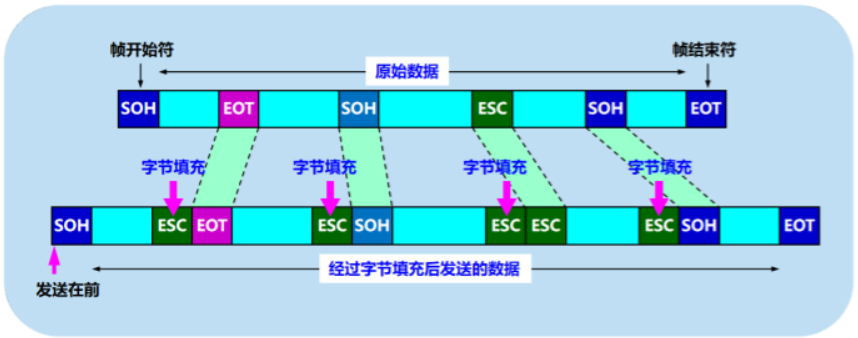 帧开始符
帧结束符
原始数据
SOH EOT SOH ESC SOH EOT
字节填充 字节填充 字节填充 字节填充
SOH ESC EOT ESC SOH ESC ESC ESC SOH EOT
经过字节填充后发送的数据
发送在前